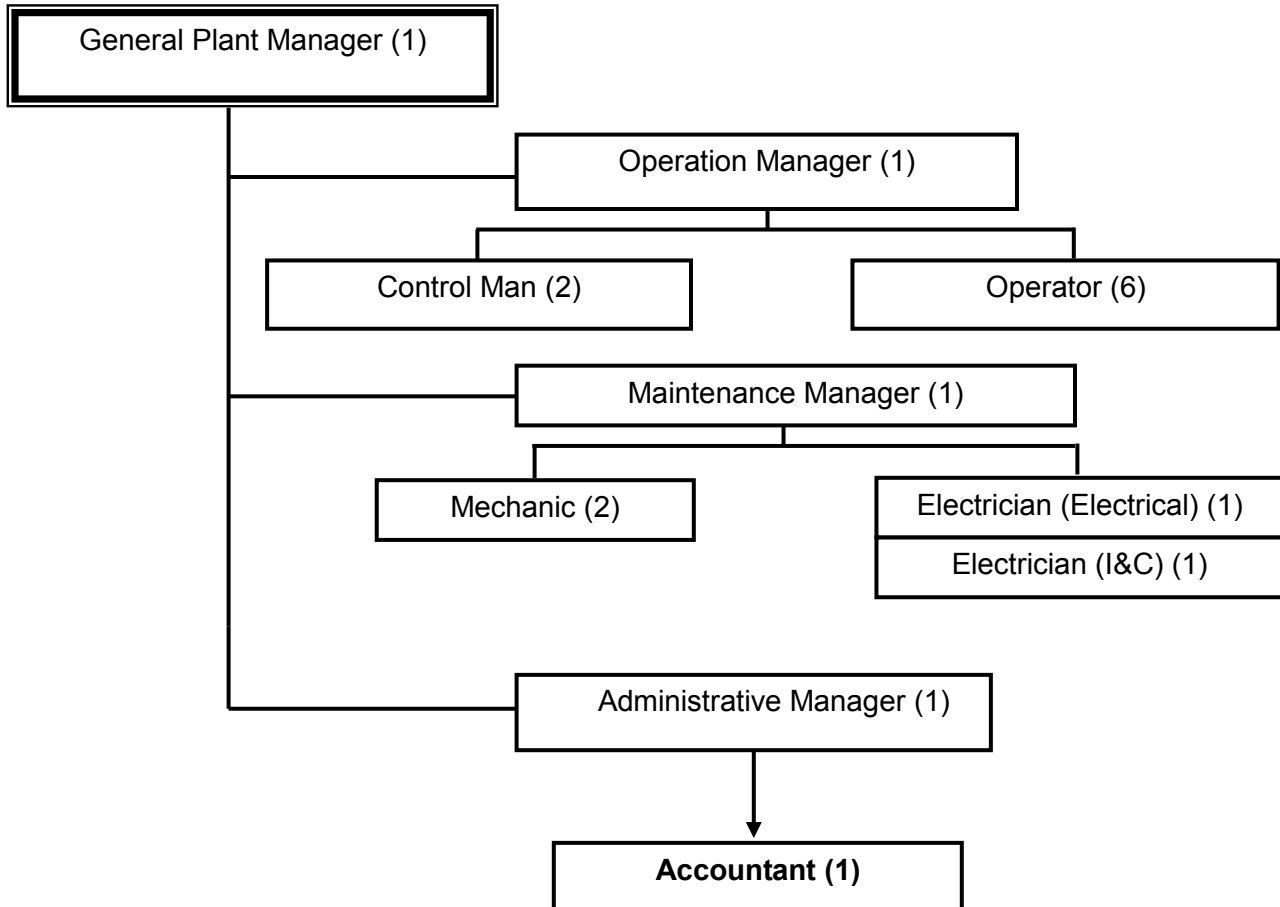 General Plant Manager (1)
Operation Manager (1)
Control Man (2)
Operator (6)
Maintenance Manager (1)
Mechanic (2)
Electrician (Electrical) (1)
Electrician (I&C) (1)
Administrative Manager (1)
Accountant (1)